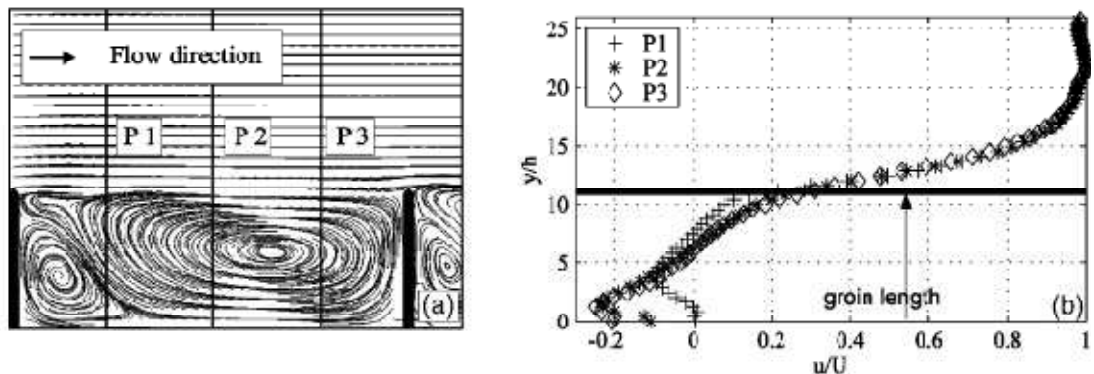 Flow direction
P 1
P 2
P 3
(a)
25
20
15
10
5
0
y/h
P1
P2
P3
groin length
(b)
-0.2
0
0.2
0.4
0.6
0.8
1
u/U